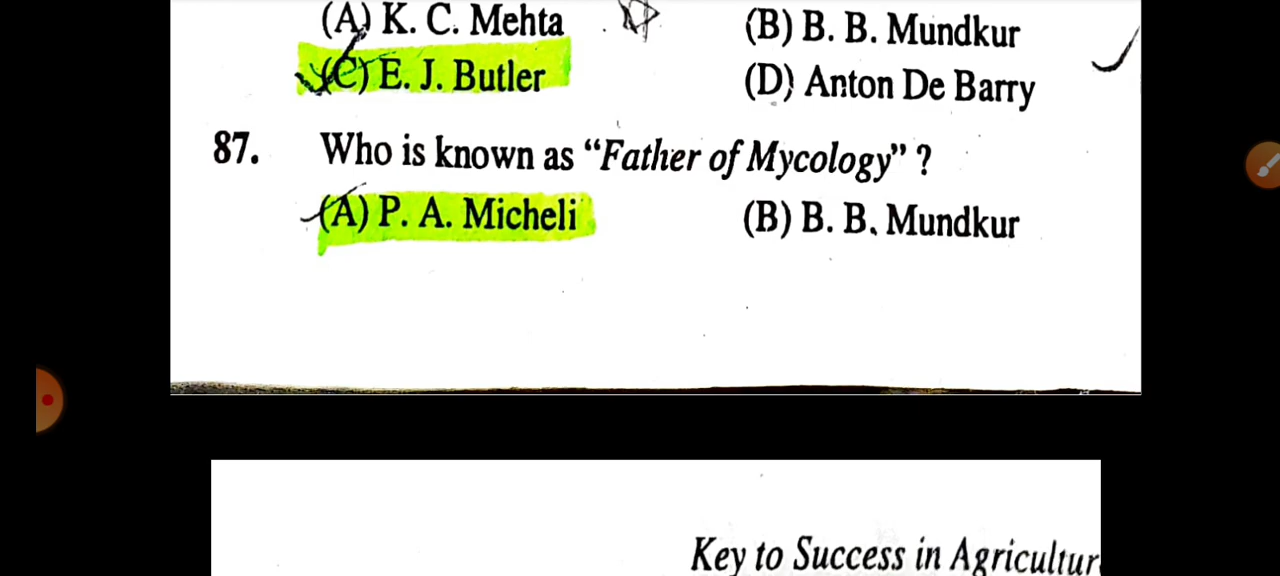 (A) K. C. Mehta (B) B. B. Mundkur
(C) E. J. Butler (D) Anton De Barry
87. Who is known as “Father of Mycology” ?
(A) P. A. Micheli (B) B. B. Mundkur
Key to Success in Agricultur